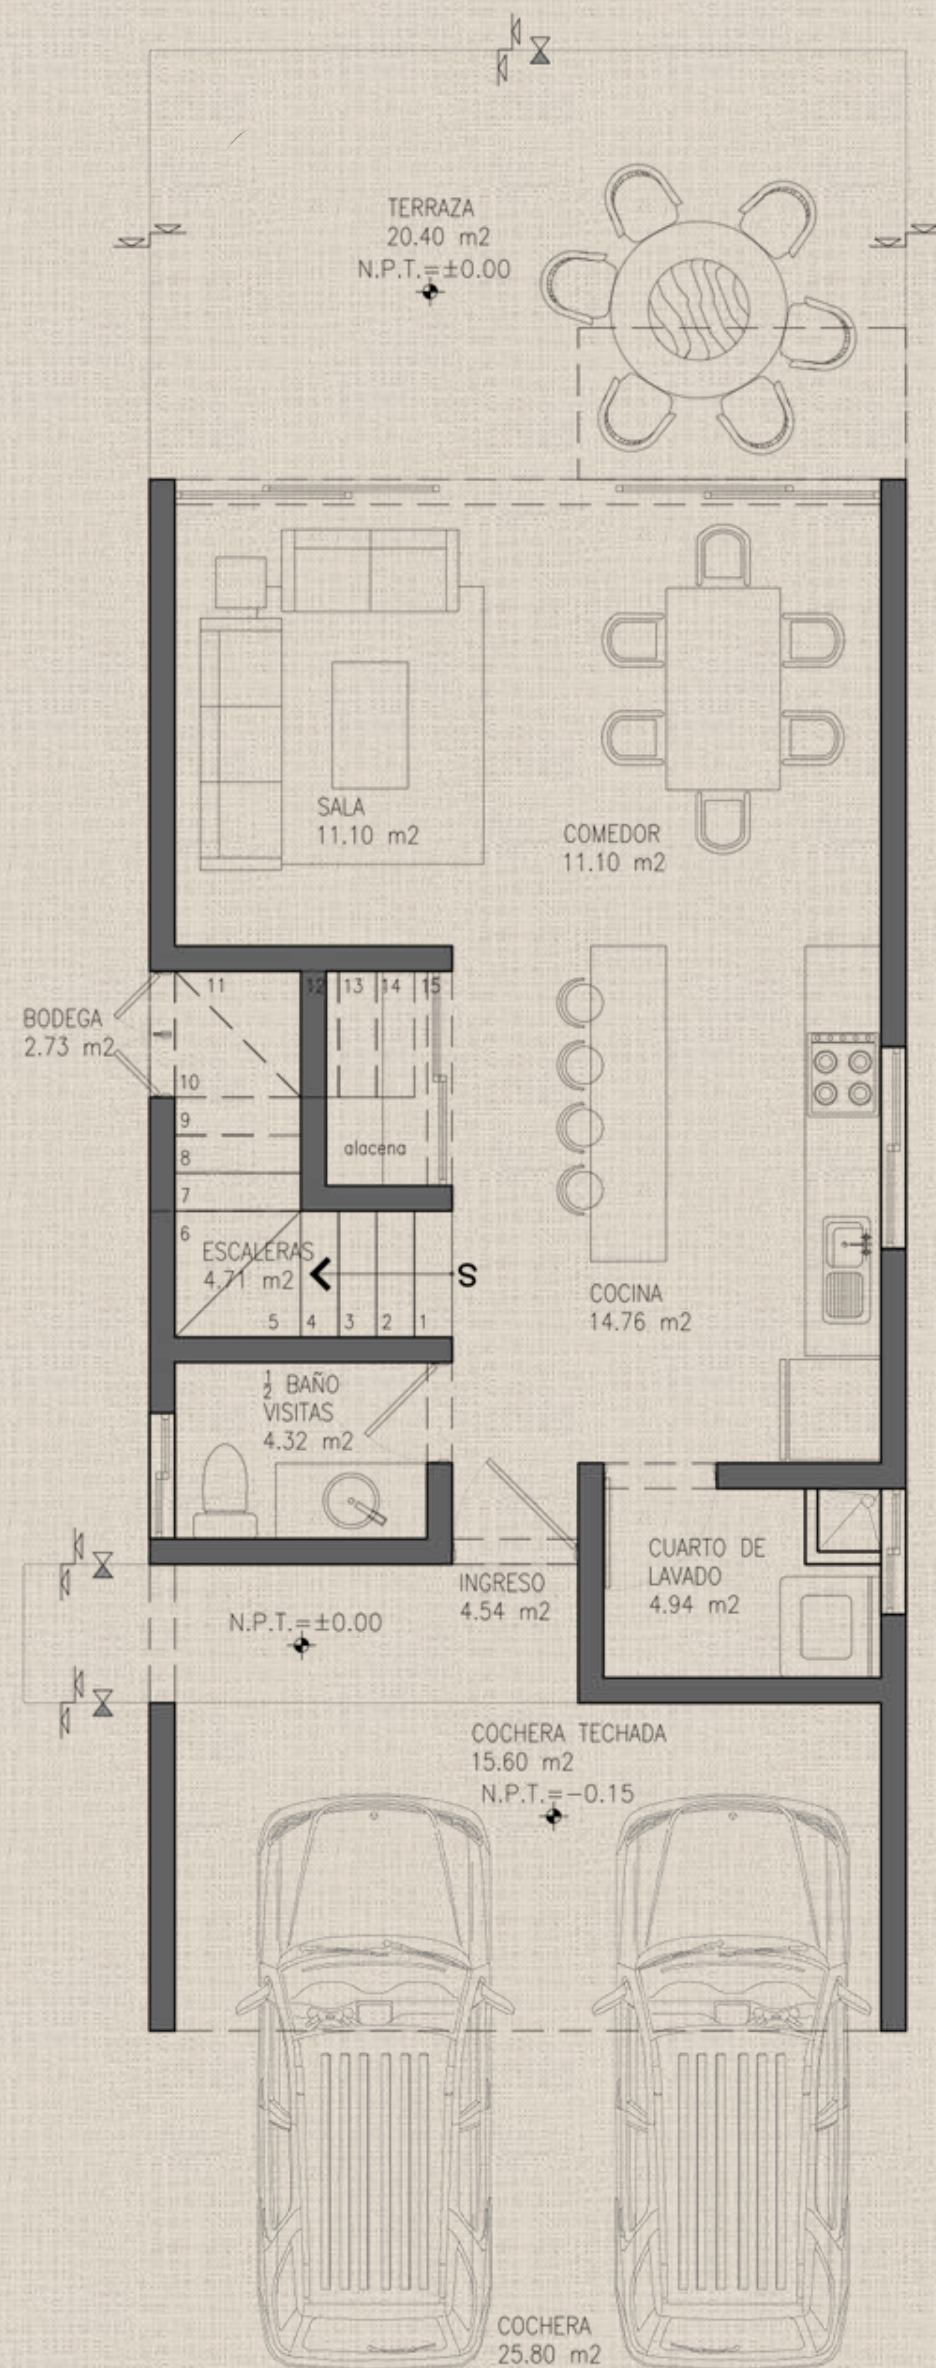 TERRAZA
20.40 m2
N.P.T.=±0.00
SALA
11.10 m2
COMEDOR
11.10 m2
11
12
13
14
15
BODEGA
2.73 m2
10
9
8
alacena
7
6
ESCALERAS
4.71 m2
S
5
4
3
2
1
COCINA
14.76 m2
½ BAÑO
VISITAS
4.32 m2
CUARTO DE
LAVADO
4.94 m2
INGRESO
4.54 m2
N.P.T.=±0.00
COCHERA TECHADA
15.60 m2
N.P.T.=-0.15
COCHERA
25.80 m2